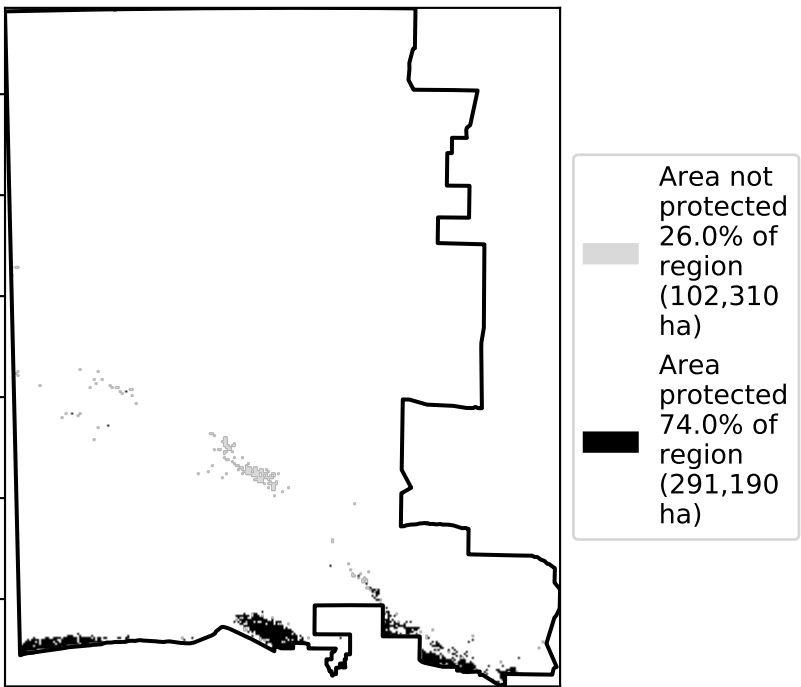 Area not
protected
26.0% of
region
(102,310
ha)
Area
protected
74.0% of
region
(291,190
ha)